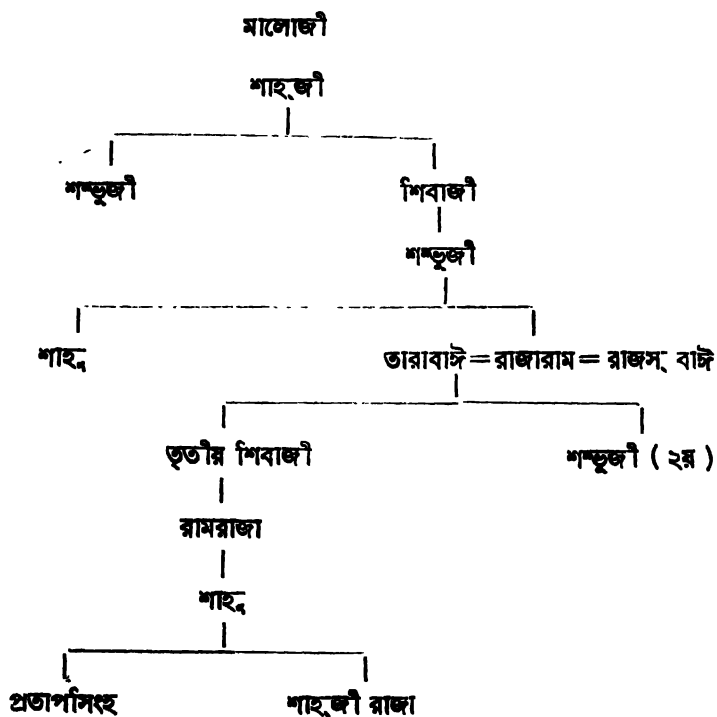 মালোজী
শাহ্জী
শম্ভুজী শিবাজী
শম্ভুজী
শাহু তারাবাঈ=রাজারাম=রাজস্ বাঈ
তৃতীয় শিবাজী শম্ভুজী ( ২য় )
রামরাজা
শাহু
প্রতাপসিংহ শাহ্জী রাজা